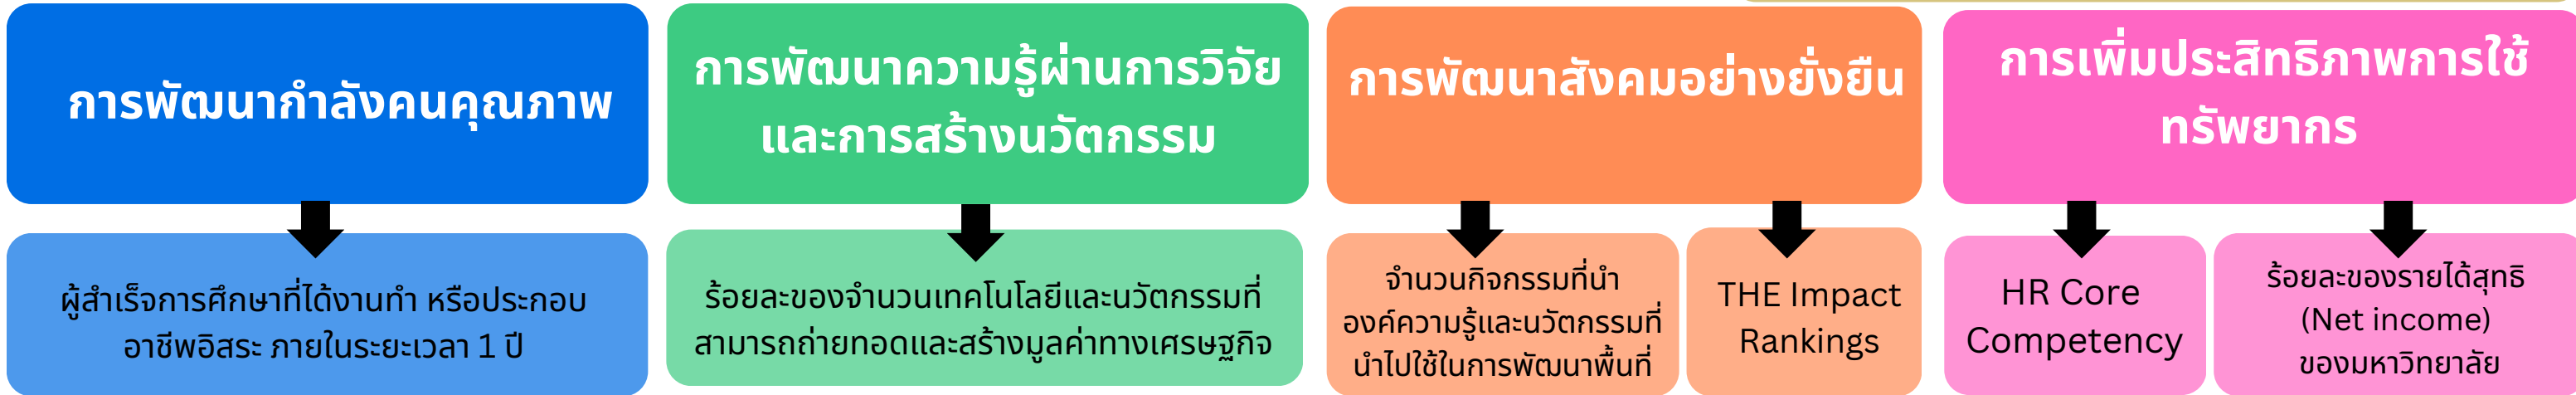 การพัฒนากำลังคนคุณภาพ
ผู้สำเร็จการศึกษาที่ได้งานทำ หรือประกอบ
อาชีพอิสระ ภายในระยะเวลา 1 ปี
การพัฒนาความรู้ผ่านการวิจัย
และการสร้างนวัตกรรม
ร้อยละของจำนวนเทคโนโลยีและนวัตกรรมที่
สามารถถ่ายทอดและสร้างมูลค่าทางเศรษฐกิจ
การพัฒนาสังคมอย่างยั่งยืน
จำนวนกิจกรรมที่นำ
องค์ความรู้และนวัตกรรมที่
นำไปใช้ในการพัฒนาพื้นที่
THE Impact
Rankings
การเพิ่มประสิทธิภาพการใช้
ทรัพยากร
HR Core
Competency
ร้อยละของรายได้สุทธิ
(Net income)
ของมหาวิทยาลัย